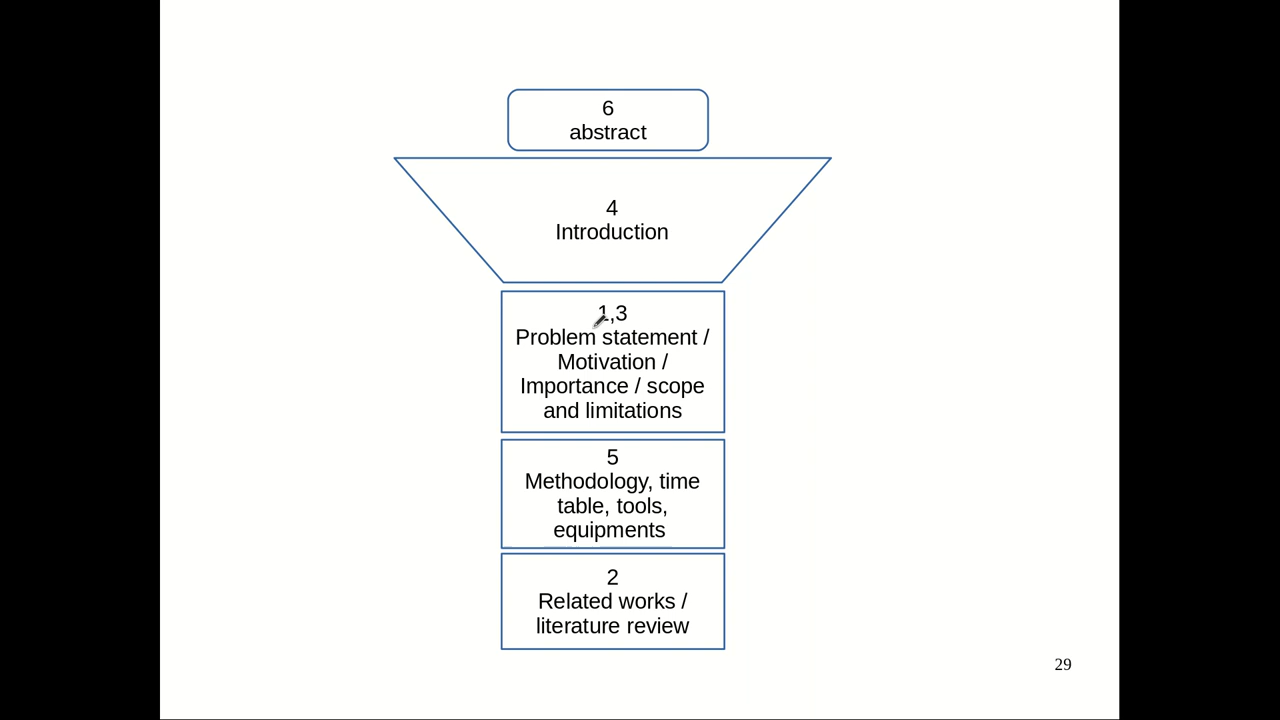 6
abstract
4
Introduction
1,3
Problem statement /
Motivation /
Importance / scope
and limitations
5
Methodology, time
table, tools,
equipments
2
Related works /
literature review
29